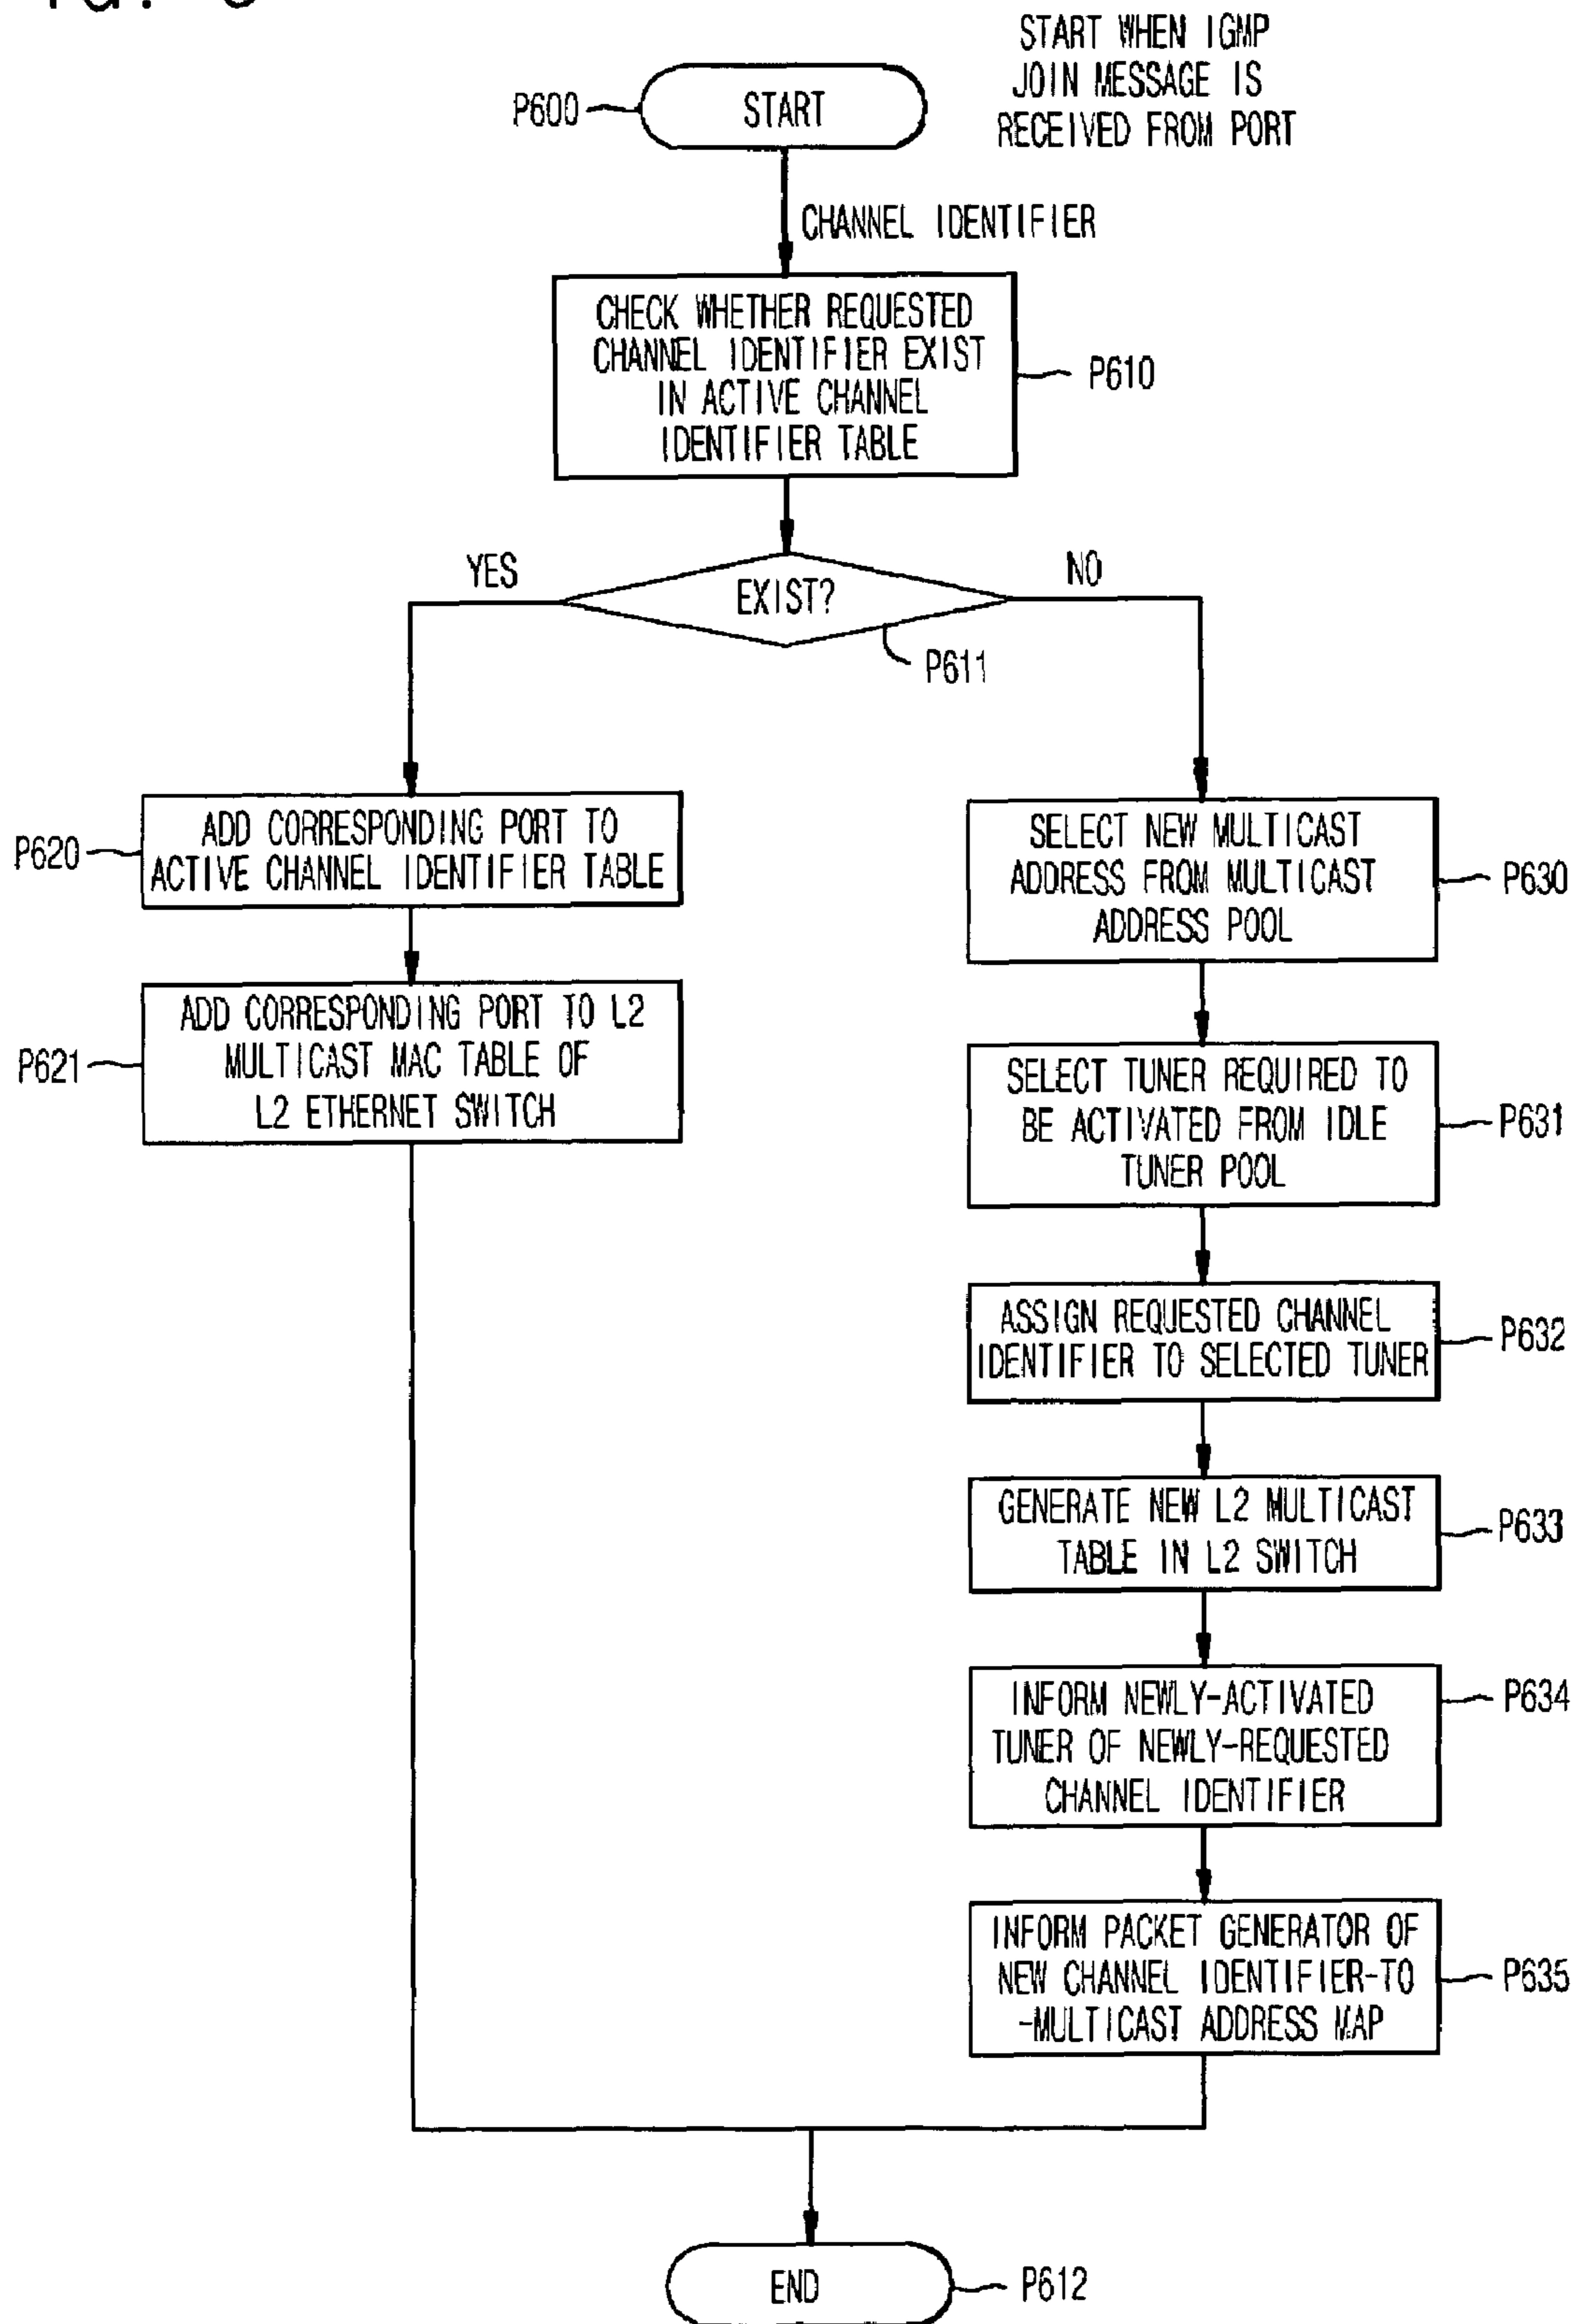 START WHEN IGMP
JOIN MESSAGE IS
RECEIVED FROM PORT
P600
START
CHANNEL IDENTIFIER
CHECK WHETHER REQUESTED
CHANNEL IDENTIFIER EXIST
IN ACTIVE CHANNEL
IDENTIFIER TABLE
P610
YES
EXIST?
NO
P611
P620
ADD CORRESPONDING PORT TO
ACTIVE CHANNEL IDENTIFIER TABLE
P621
ADD CORRESPONDING PORT TO L2
MULTICAST MAC TABLE OF
L2 ETHERNET SWITCH
SELECT NEW MULTICAST
ADDRESS FROM MULTICAST
ADDRESS POOL
P630
SELECT TUNER REQUIRED TO
BE ACTIVATED FROM IDLE
TUNER POOL
P631
ASSIGN REQUESTED CHANNEL
IDENTIFIER TO SELECTED TUNER
P632
GENERATE NEW L2 MULTICAST
TABLE IN L2 SWITCH
P633
INFORM NEWLY-ACTIVATED
TUNER OF NEWLY-REQUESTED
CHANNEL IDENTIFIER
P634
INFORM PACKET GENERATOR OF
NEW CHANNEL IDENTIFIER-TO
-MULTICAST ADDRESS MAP
P635
END
P612